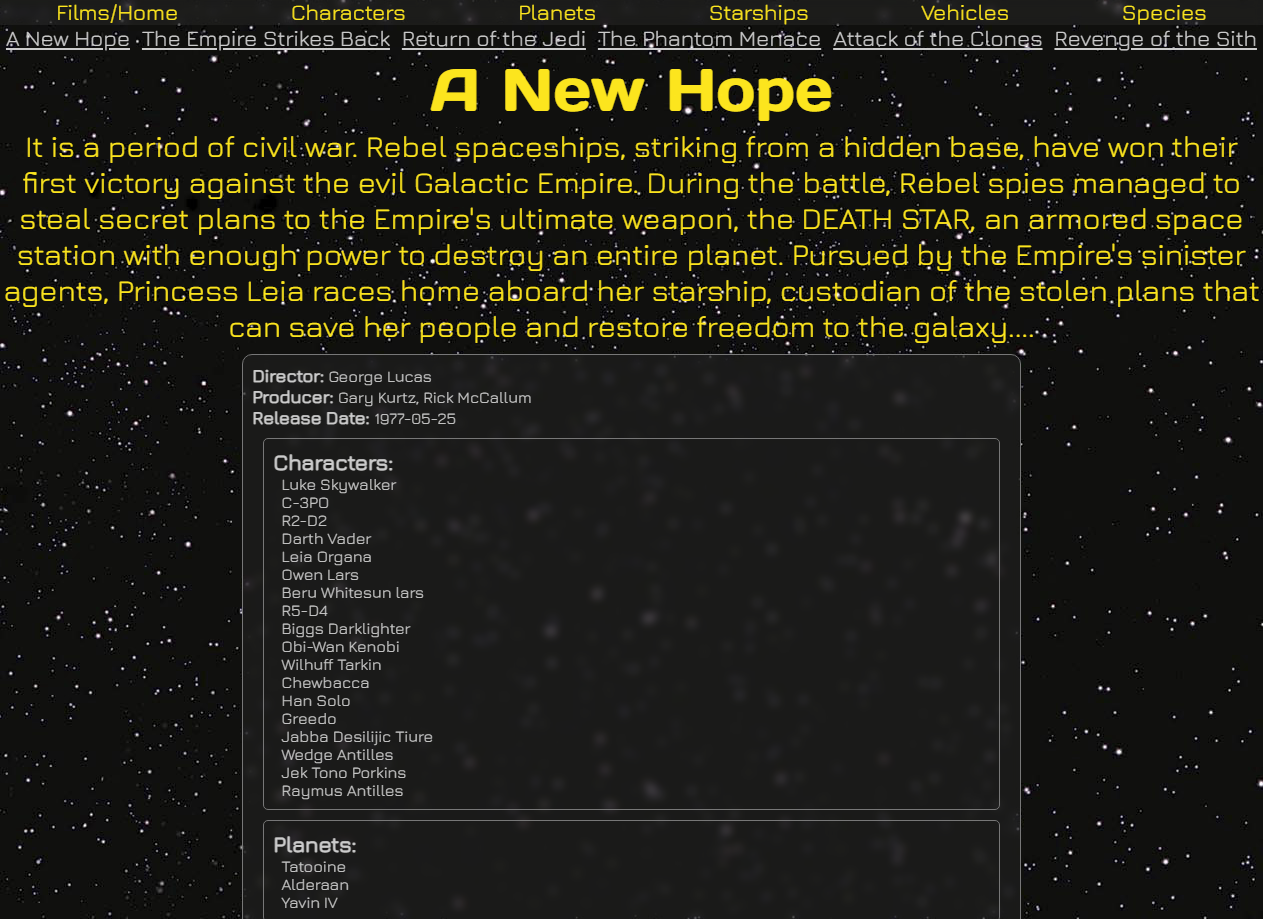 Films/Home Characters Planets Starships Vehicles Species
A New Hope The Empire Strikes Back Return of the Jedi The Phantom Menace Attack of the Clones Revenge of the Sith
A New Hope
It is a period of civil war. Rebel spaceships, striking from a hidden base, have won their
first victory against the evil Galactic Empire. During the battle, Rebel spies managed to
steal secret plans to the Empire's ultimate weapon, the DEATH STAR, an armored space
station with enough power to destroy an entire planet. Pursued by the Empire's sinister
agents, Princess Leia races home aboard her starship, custodian of the stolen plans that
can save her people and restore freedom to the galaxy....
Director: George Lucas
Producer: Gary Kurtz, Rick McCallum
Release Date: 1977-05-25
Characters:
Luke Skywalker
C-3PO
R2-D2
Darth Vader
Leia Organa
Owen Lars
Beru Whitesun lars
R5-D4
Biggs Darklighter
Obi-Wan Kenobi
Wilhuff Tarkin
Chewbacca
Han Solo
Greedo
Jabba Desilijic Tiure
Wedge Antilles
Jek Tono Porkins
Raymus Antilles
Planets:
Tatooine
Alderaan
Yavin IV